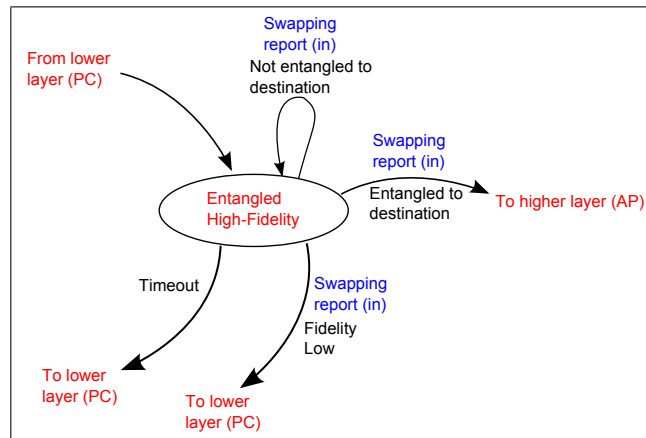 Swapping
report (in)
Not entangled to
destination
From lower
layer (PC)
Swapping
report (in)
Entangled to
destination
To higher layer (AP)
Entangled
High-Fidelity
Timeout
Swapping
report (in)
Fidelity
Low
To lower
layer (PC)
To lower
layer (PC)